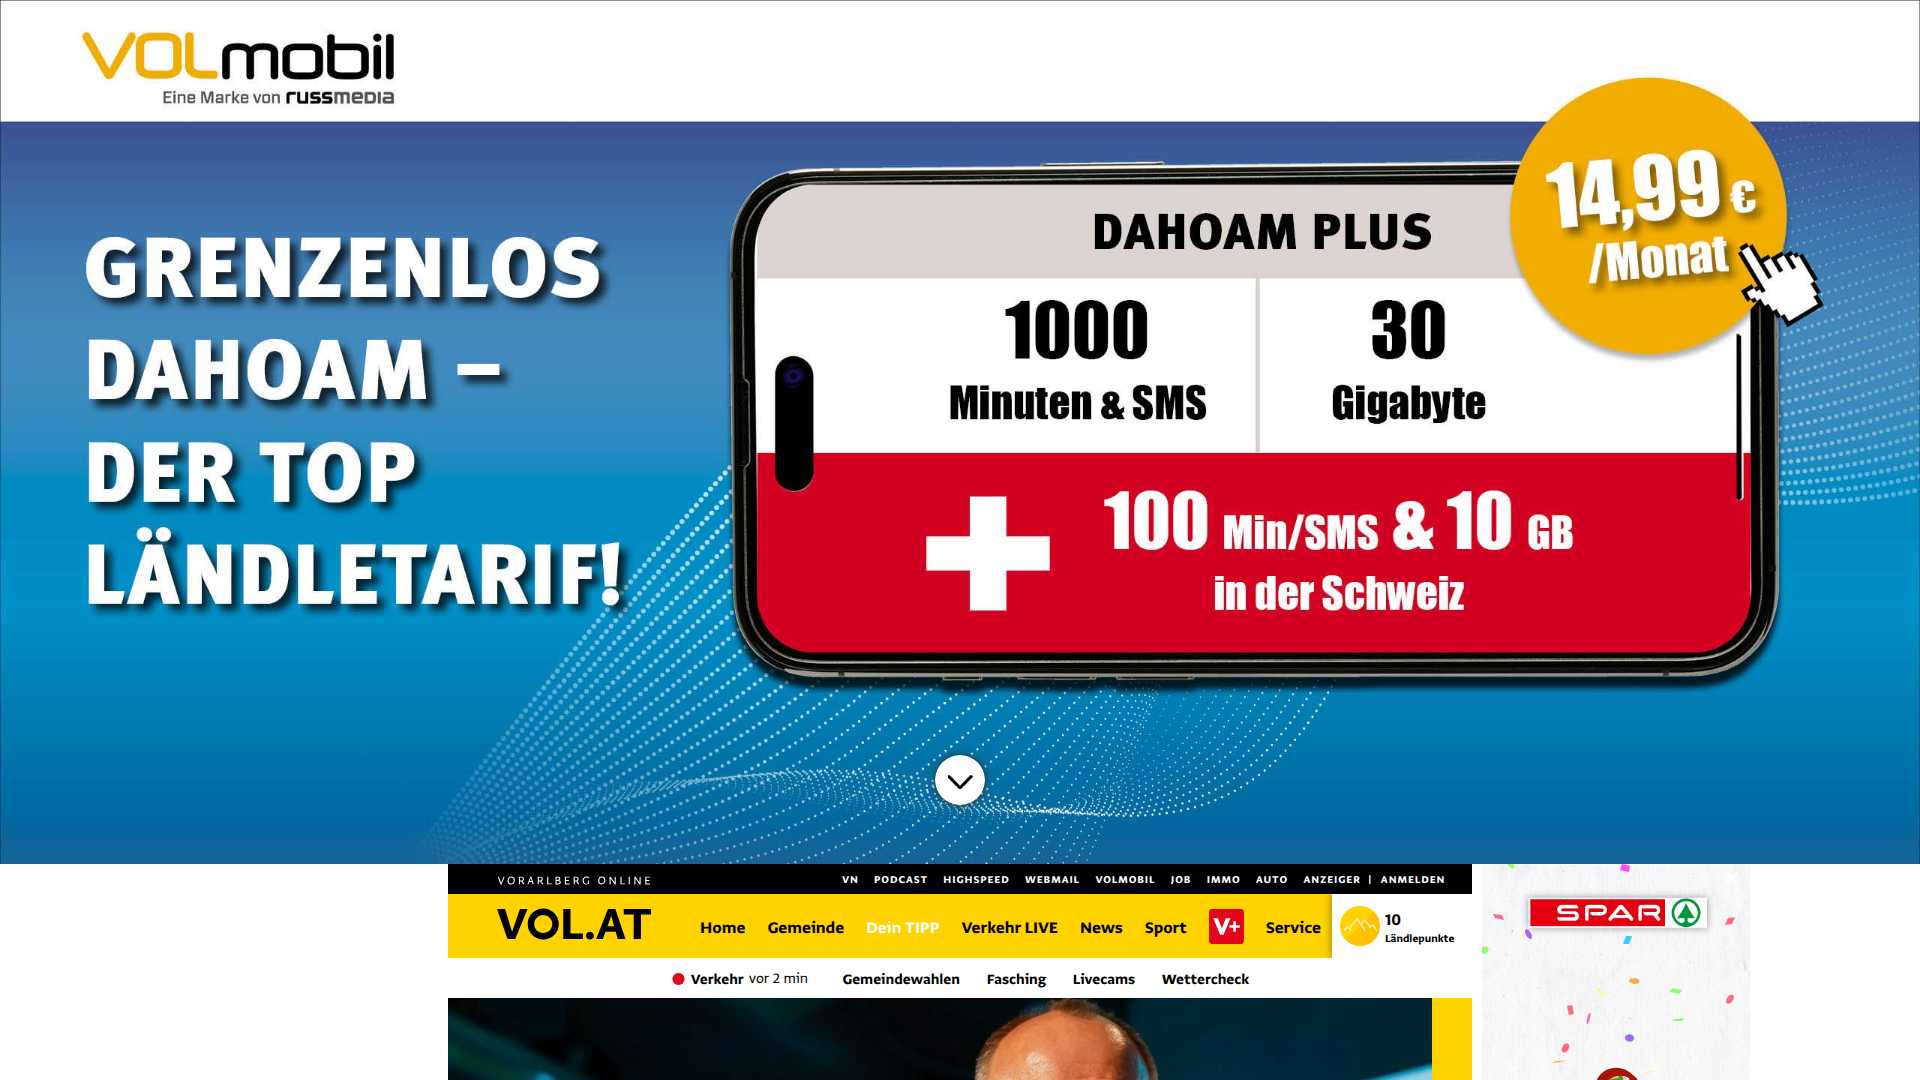 VOLmobil
Eine Marke von russmedia
GRENZENLOS
DAHOAM –
DER TOP
LÄNDLETARIF!
14,99 €
/Monat
DAHOAM PLUS
1000
Minuten & SMS
30
Gigabyte
100 Min/SMS & 10 GB
in der Schweiz
VORARLBERG ONLINE
VN PODCAST HIGHSPEED WEBMAIL VOLMOBIL JOB IMMO AUTO ANZEIGER | ANMELDEN
VOL.AT
Home Gemeinde Dein TIPP Verkehr LIVE News Sport V+ Service
10
Ländlepunkte
SPAR
Verkehr vor 2 min Gemeindewahlen Fasching Livecams Wettercheck